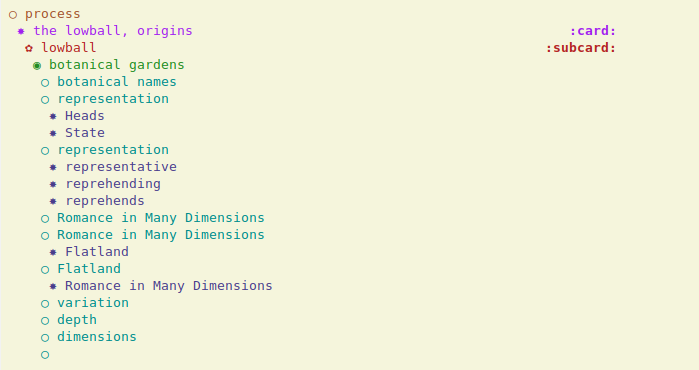 process
the lowball, origins :card:
lowball :subcard:
botanical gardens
botanical names
representation
Heads
State
representation
representative
reprehending
reprehends
Romance in Many Dimensions
Romance in Many Dimensions
Flatland
Flatland
Romance in Many Dimensions
variation
depth
dimensions